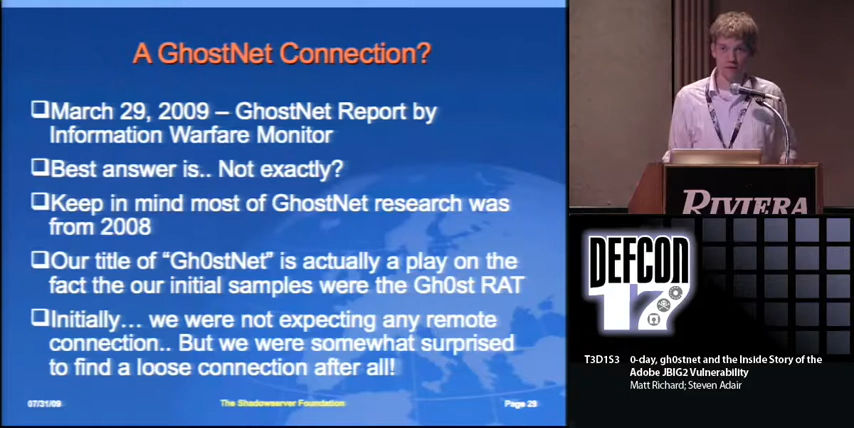 A GhostNet Connection?
March 29, 2009 – GhostNet Report by
Information Warfare Monitor
Best answer is.. Not exactly?
Keep in mind most of GhostNet research was
from 2008
Our title of “Gh0stNet” is actually a play on the
fact the our initial samples were the Gh0st RAT
Initially… we were not expecting any remote
connection.. But we were somewhat surprised
to find a loose connection after all!
07/31/09
The Shadowserver Foundation
Page 29
RIVIERA
DEFCON
17
T3D1S3 0-day, gh0stnet and the Inside Story of the
Adobe JBIG2 Vulnerability
Matt Richard; Steven Adair